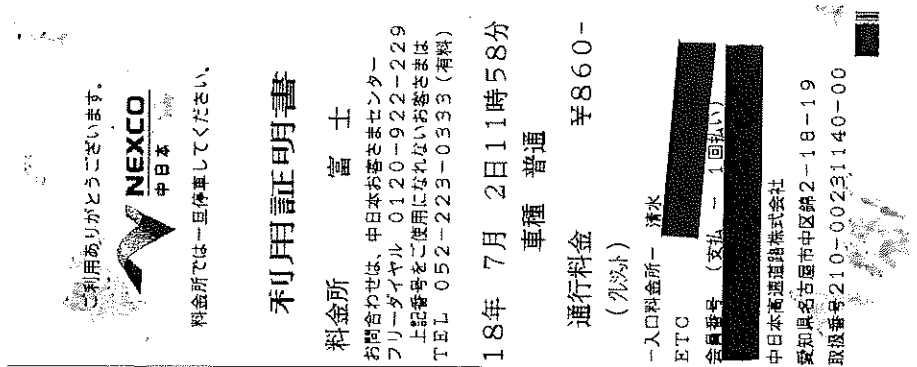 ご利用ありがとうございます。
NEXCO
中日本
料金所では一旦停車してください。
利用証明書
料金所 富士
お問合わせは、中日本お客さまセンター
フリーダイヤル 0120-922-229
上記番号をご使用になれないお客さまは
TEL 052-223-0333(有料)
18年 7月 2日11時58分
車種 普通
通行料金 ¥860-
(クレジット)
-入口料金所- 清水
ETC
会員番号 (支払 - 1回払い)
中日本高速道路株式会社
愛知県名古屋市中区錦2-18-19
取扱番号210-00231140-00